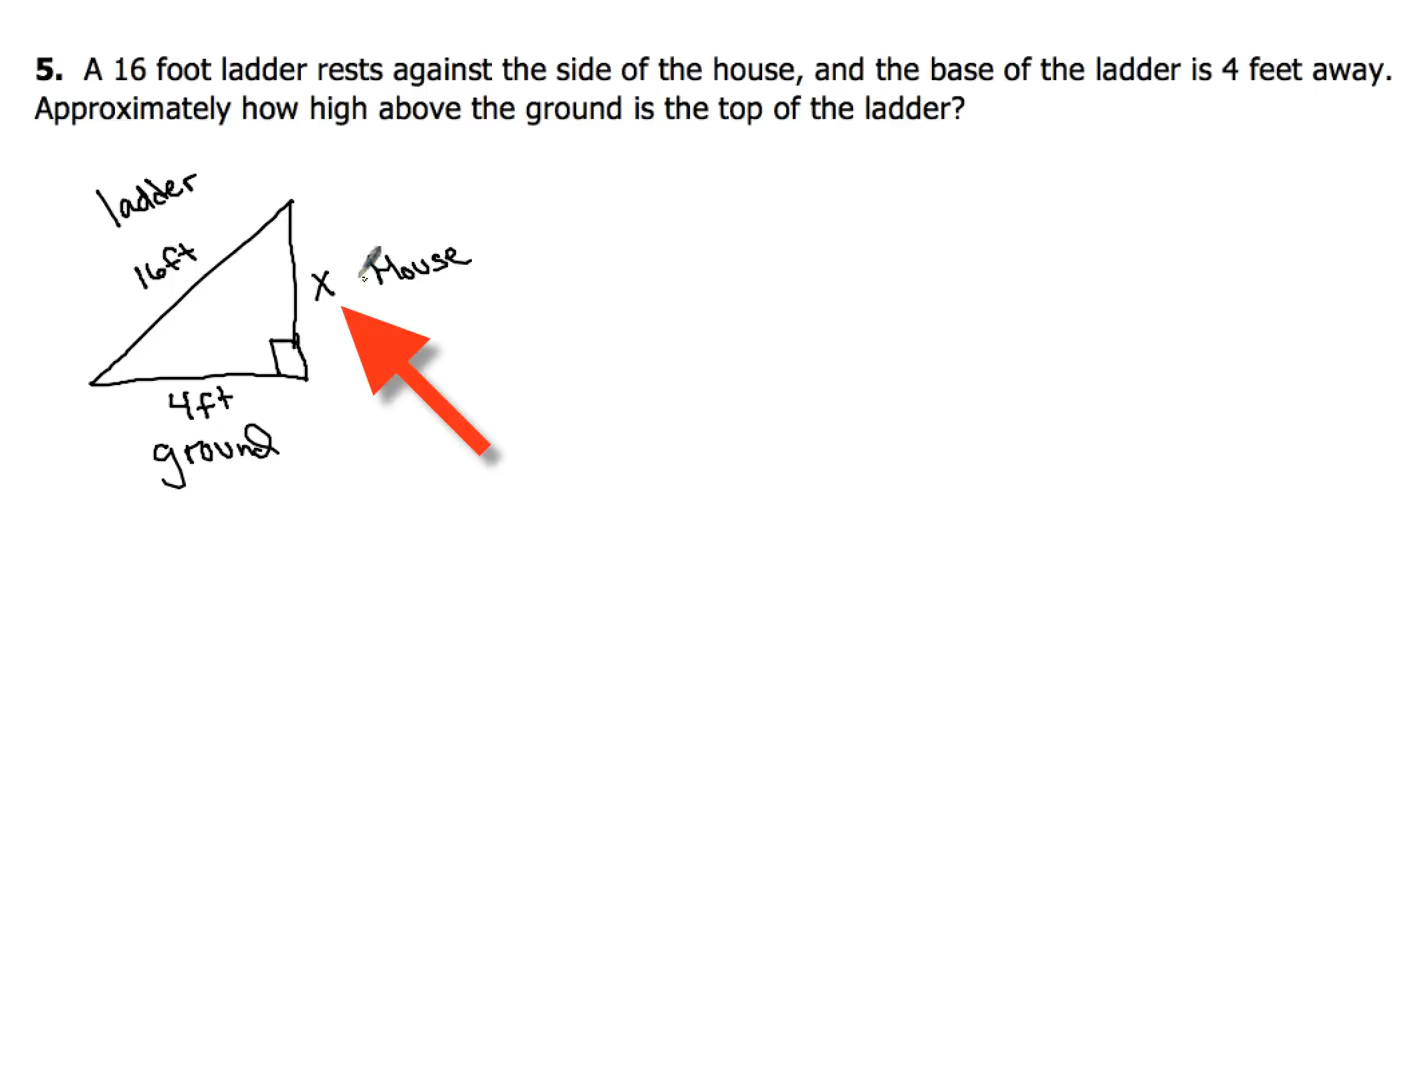 5. A 16 foot ladder rests against the side of the house, and the base of the ladder is 4 feet away.
Approximately how high above the ground is the top of the ladder?
ladder
16ft
X House
4ft
ground